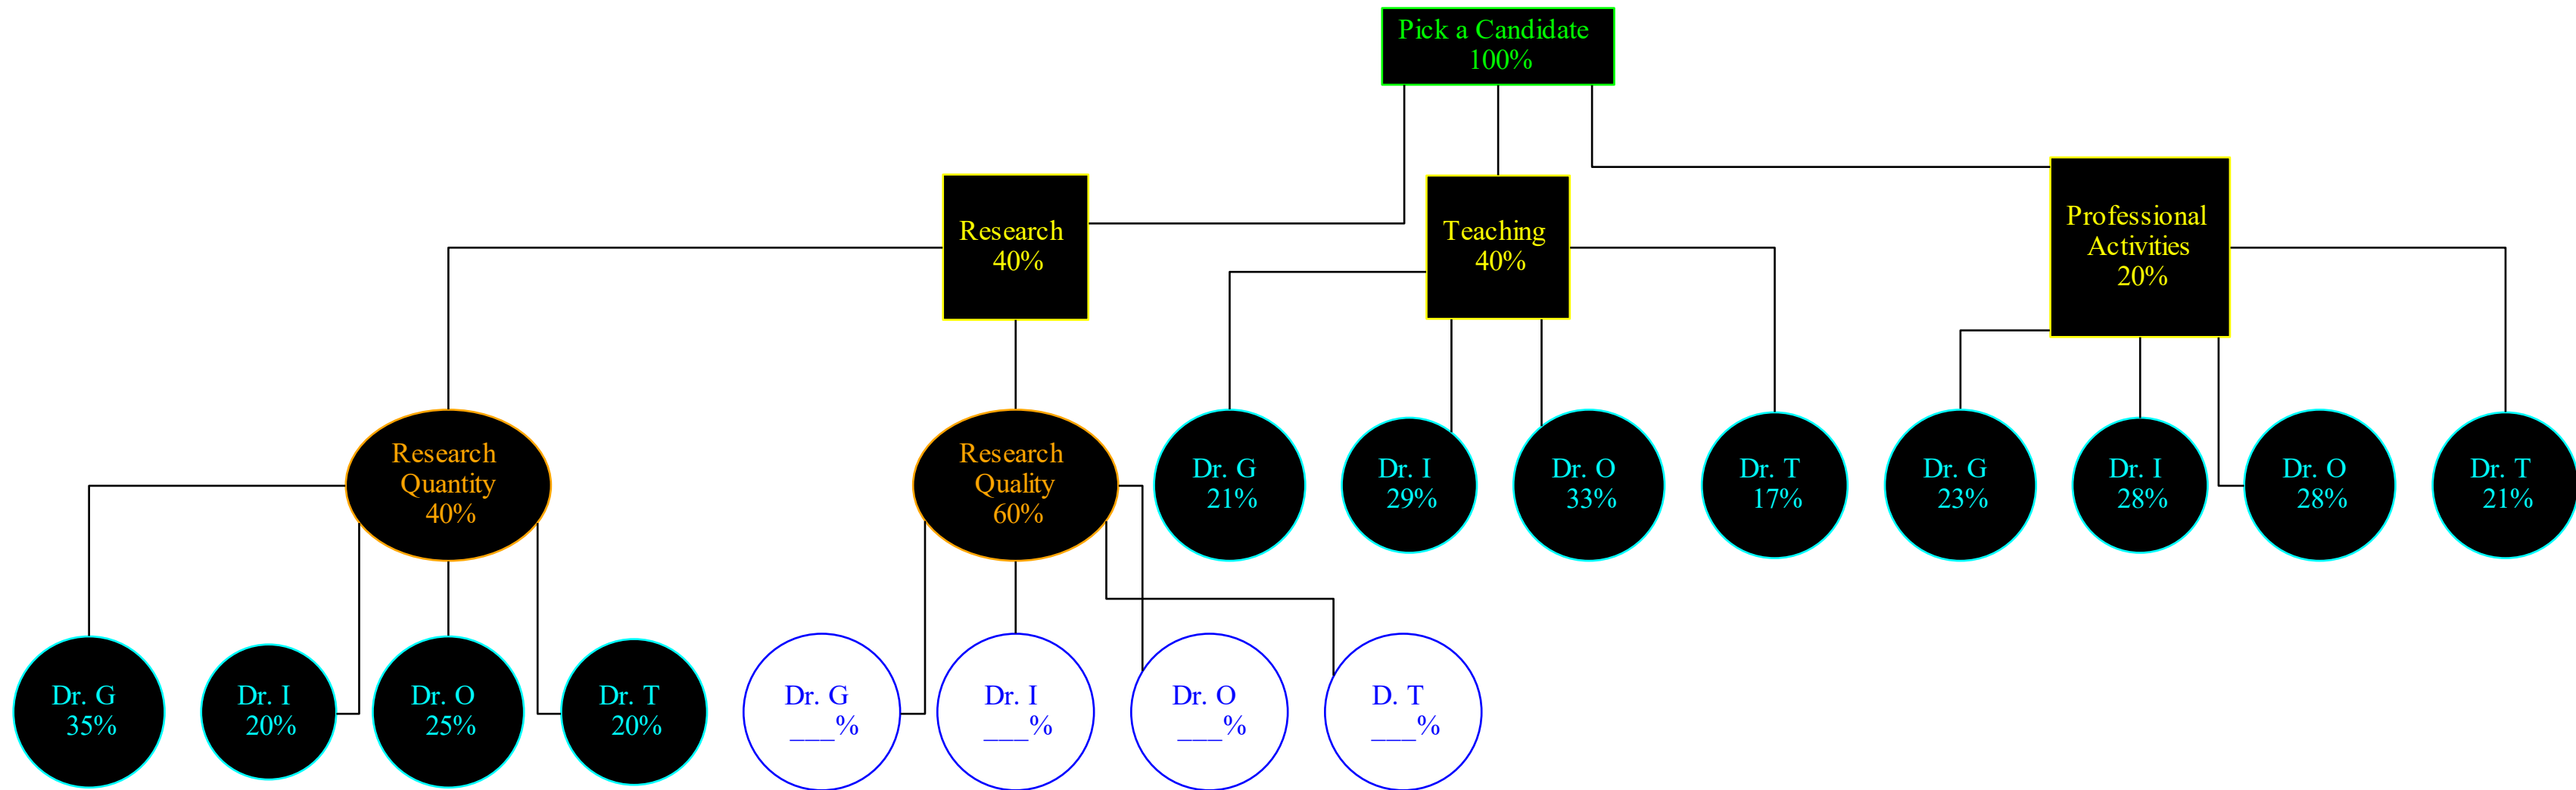 Pick a Candidate
100%
Research
40%
Teaching
40%
Professional
Activities
20%
Research
Quantity
40%
Research
Quality
60%
Dr. G
21%
Dr. I
29%
Dr. O
33%
Dr. T
17%
Dr. G
23%
Dr. I
28%
Dr. O
28%
Dr. T
21%
Dr. G
35%
Dr. I
20%
Dr. O
25%
Dr. T
20%
Dr. G
___%
Dr. I
___%
Dr. O
___%
D. T
___%